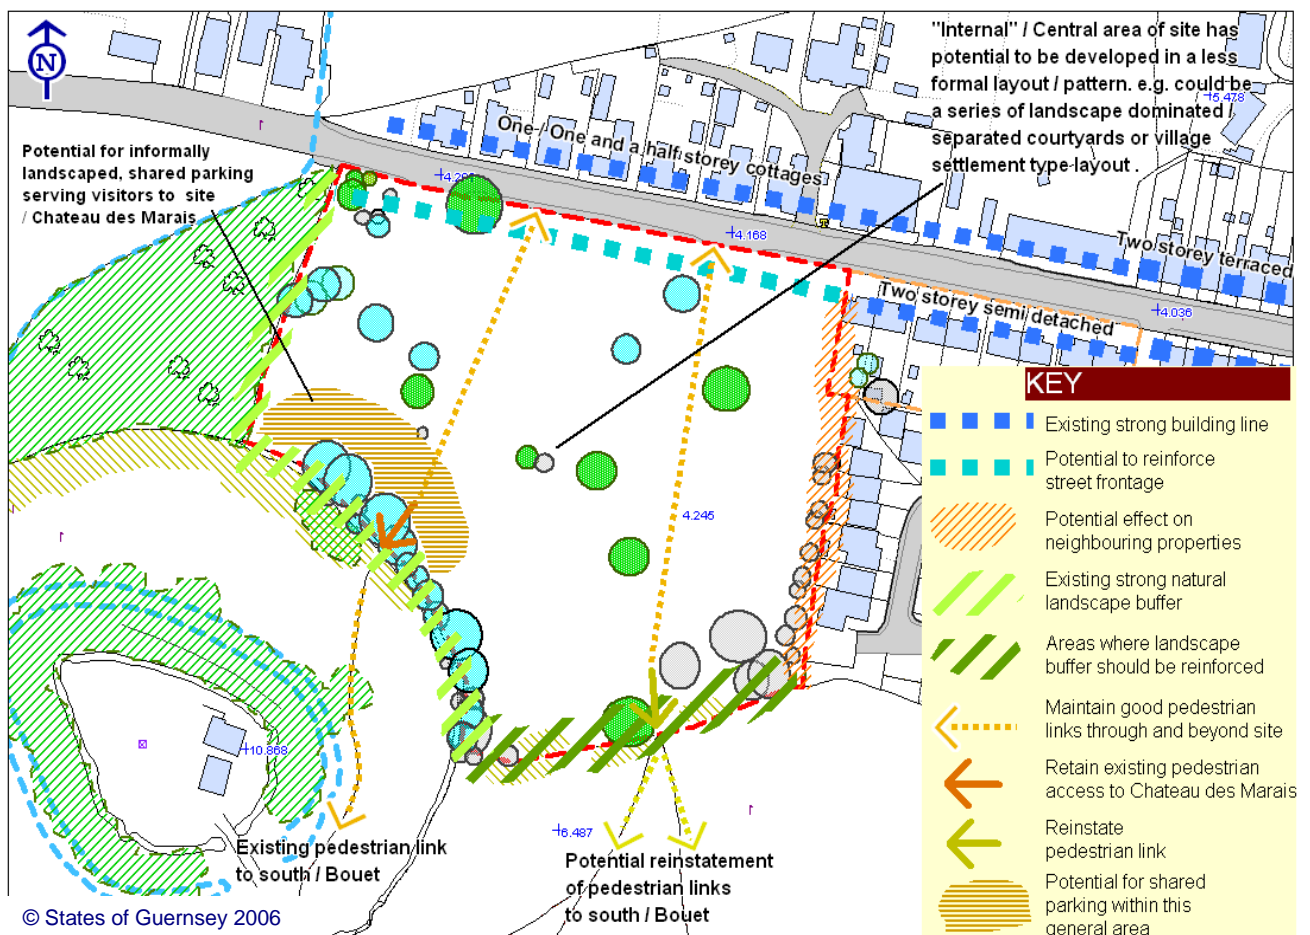 N
"Internal" / Central area of site has
potential to be developed in a less
formal layout / pattern. e.g. could be
a series of landscape dominated /
separated courtyards or village
settlement type layout .
5.478
Potential for informally
landscaped, shared parking
serving visitors to site
/ Chateau des Marais
One / One and a half storey cottages
4.168
Two storey terraced
Two storey semi detached
4.036
KEY
Existing strong building line
Potential to reinforce
street frontage
Potential effect on
neighbouring properties
Existing strong natural
landscape buffer
Areas where landscape
buffer should be reinforced
Maintain good pedestrian
links through and beyond site
Retain existing pedestrian
access to Chateau des Marais
Reinstate
pedestrian link
Potential for shared
parking within this
general area
4.245
10.868
6.487
Existing pedestrian link
to south / Bouet
Potential reinstatement
of pedestrian links
to south / Bouet
© States of Guernsey 2006